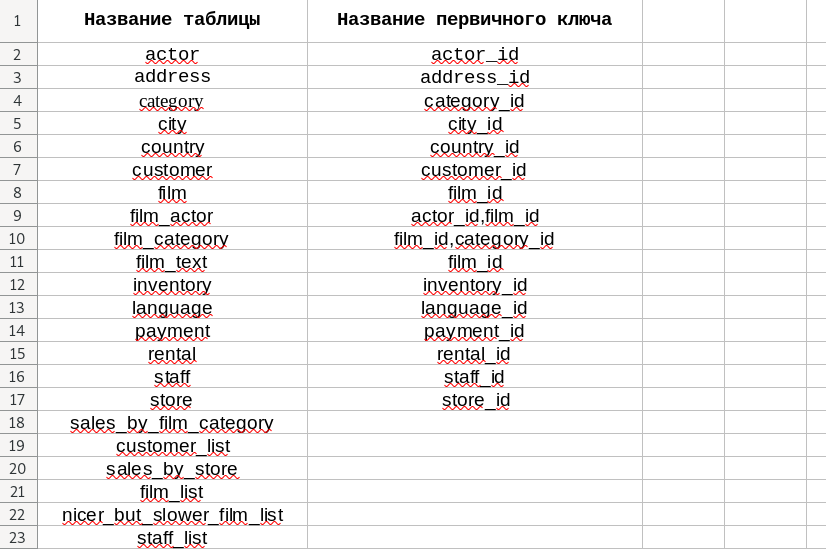 1 Название таблицы Название первичного ключа
2 actor actor_id
3 address address_id
4 category category_id
5 city city_id
6 country country_id
7 customer customer_id
8 film film_id
9 film_actor actor_id,film_id
10 film_category film_id,category_id
11 film_text film_id
12 inventory inventory_id
13 language language_id
14 payment payment_id
15 rental rental_id
16 staff staff_id
17 store store_id
18 sales_by_film_category
19 customer_list
20 sales_by_store
21 film_list
22 nicer_but_slower_film_list
23 staff_list